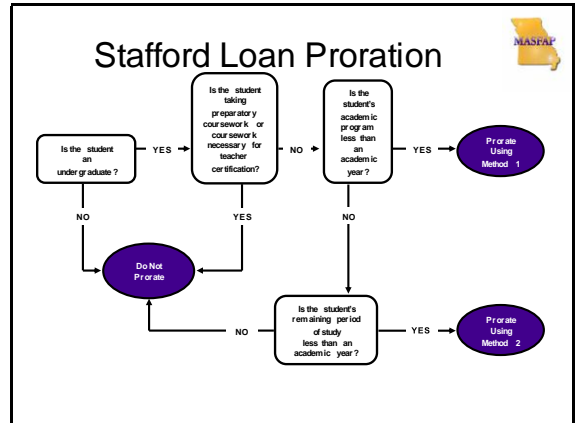 Stafford Loan Proration
MASFAP
Is the student
taking
preparatory
coursework or
coursework
necessary for
teacher
certification?
Is the
student's
academic
program
less than
an
academic
year?
Is the student
an
undergraduate?
YES
NO
YES
Prorate
Using
Method 1
NO
YES
NO
Do Not
Prorate
Is the student's
remaining period
of study
less than an
academic year?
NO
YES
Prorate
Using
Method 2